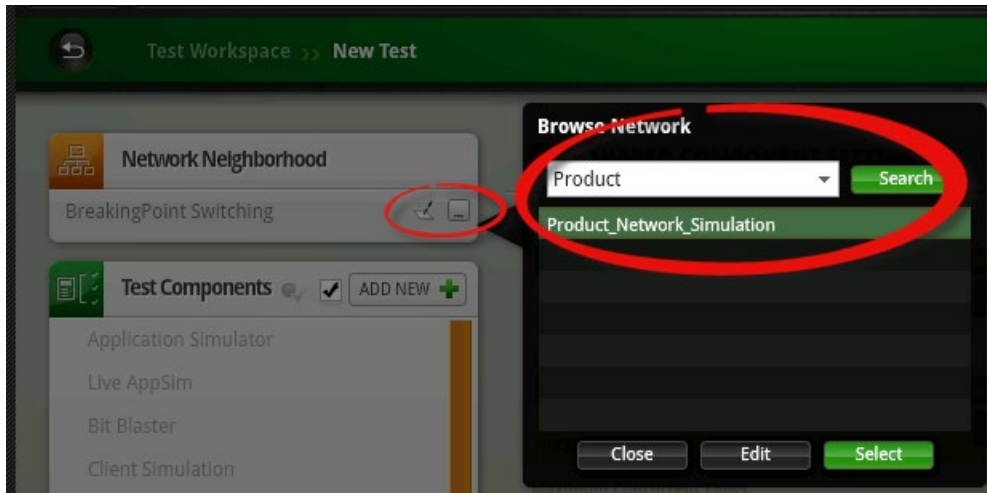 Test Workspace >> New Test
Network Neighborhood
BreakingPoint Switching
Test Components
ADD NEW
Application Simulator
Live AppSim
Bit Blaster
Client Simulation
Browse Network
Product
Search
Product_Network_Simulation
Close
Edit
Select